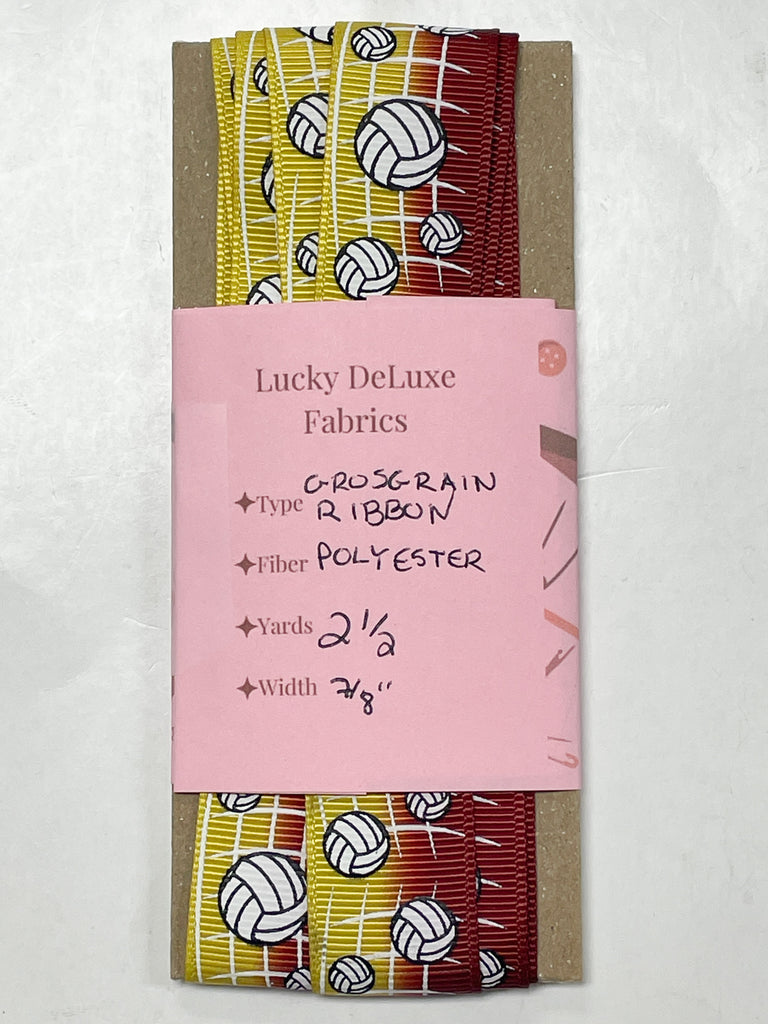 Lucky DeLuxe
Fabrics
✦Type GROSGRAIN
RIBBON
✦Fiber POLYESTER
✦Yards 2 1/2
✦Width 7/8"